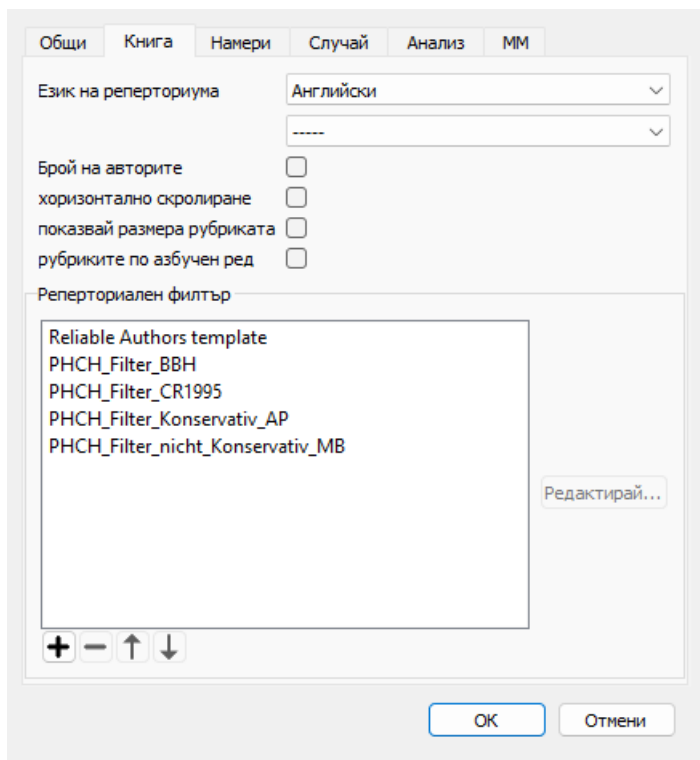 Общи Книга Намери Случай Анализ ММ
Език на реперториума Английски
-----
Брой на авторите
хоризонтално скролиране
показвай размера рубриката
рубриките по азбучен ред
Реперториален филтър
Reliable Authors template
PHCH_Filter_BBH
PHCH_Filter_CR1995
PHCH_Filter_Konservativ_AP
PHCH_Filter_nicht_Konservativ_MB
Редактирай...
ОК Отмени